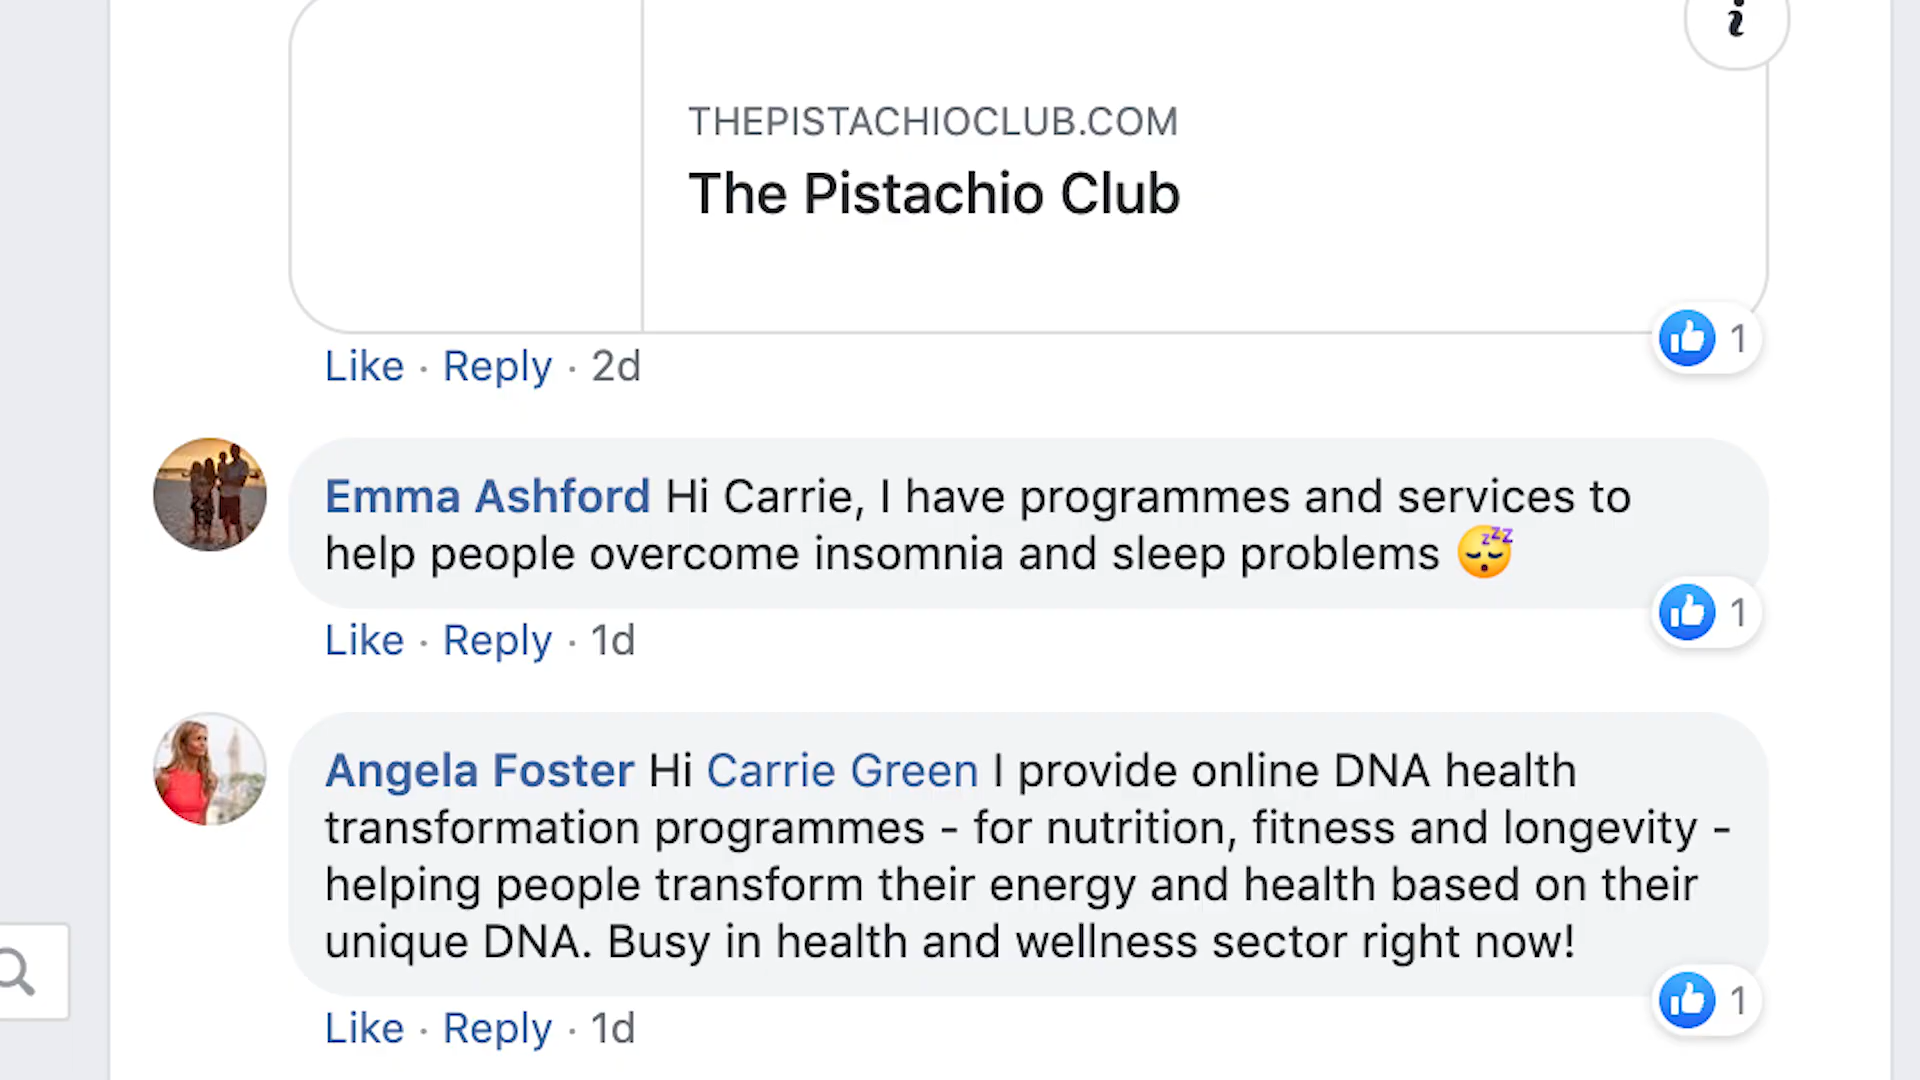 i
THEPISTACHIOCLUB.COM
The Pistachio Club
1
Like · Reply · 2d
Emma Ashford Hi Carrie, I have programmes and services to
help people overcome insomnia and sleep problems 😴
1
Like · Reply · 1d
Angela Foster Hi Carrie Green I provide online DNA health
transformation programmes - for nutrition, fitness and longevity -
helping people transform their energy and health based on their
unique DNA. Busy in health and wellness sector right now!
1
Like · Reply · 1d